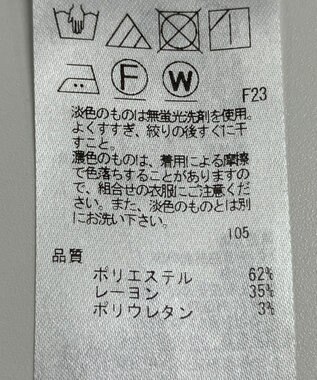 F W
F23
淡色のものは無蛍光洗剤を使用。
よくすすぎ、絞りの後すぐに干
すこと。
濃色のものは、着用による摩擦
で色落ちすることがありますの
で、組合せの衣服にご注意くだ
さい。また、淡色のものとは別
にお洗い下さい。
105
品質
ポリエステル 62%
レーヨン 35%
ポリウレタン 3%